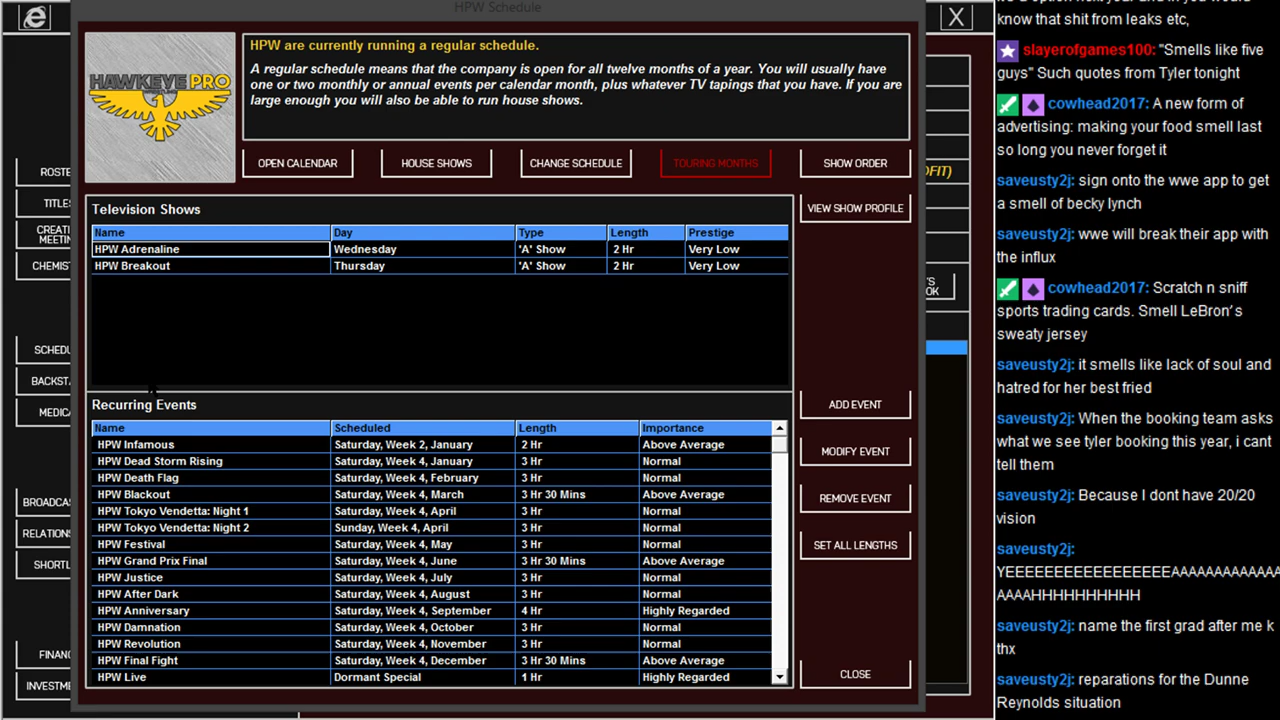 HPW Schedule
X
HAWKEYE PRO
WRESTLING
HPW are currently running a regular schedule.
A regular schedule means that the company is open for all twelve months of a year. You will usually have
one or two monthly or annual events per calendar month, plus whatever TV tapings that you have. If you are
large enough you will also be able to run house shows.
OPEN CALENDAR
HOUSE SHOWS
CHANGE SCHEDULE
TOURING MONTHS
SHOW ORDER
VIEW SHOW PROFILE
Television Shows
Name Day Type Length Prestige
HPW Adrenaline Wednesday 'A' Show 2 Hr Very Low
HPW Breakout Thursday 'A' Show 2 Hr Very Low
Recurring Events
Name Scheduled Length Importance
HPW Infamous Saturday, Week 2, January 2 Hr Above Average
HPW Dead Storm Rising Saturday, Week 4, January 3 Hr Normal
HPW Death Flag Saturday, Week 4, February 3 Hr Normal
HPW Blackout Saturday, Week 4, March 3 Hr 30 Mins Above Average
HPW Tokyo Vendetta: Night 1 Saturday, Week 4, April 3 Hr Normal
HPW Tokyo Vendetta: Night 2 Sunday, Week 4, April 3 Hr Normal
HPW Festival Saturday, Week 4, May 3 Hr Normal
HPW Grand Prix Final Saturday, Week 4, June 3 Hr 30 Mins Above Average
HPW Justice Saturday, Week 4, July 3 Hr Normal
HPW After Dark Saturday, Week 4, August 3 Hr Normal
HPW Anniversary Saturday, Week 4, September 4 Hr Highly Regarded
HPW Damnation Saturday, Week 4, October 3 Hr Normal
HPW Revolution Saturday, Week 4, November 3 Hr Normal
HPW Final Fight Saturday, Week 4, December 3 Hr 30 Mins Above Average
HPW Live Dormant Special 1 Hr Highly Regarded
ADD EVENT
MODIFY EVENT
REMOVE EVENT
SET ALL LENGTHS
CLOSE
ROSTE
TITLES
CREATI
MEETIN
CHEMIS
SCHEDU
BACKSTA
MEDICA
BROADCAS
RELATIONS
SHORTL
FINANC
INVESTME
OFIT)
'S
OK
know that shit from leaks etc,
slayerofgames100: "Smells like five
guys" Such quotes from Tyler tonight
cowhead2017: A new form of
advertising: making your food smell last
so long you never forget it
saveusty2j: sign onto the wwe app to get
a smell of becky lynch
saveusty2j: wwe will break their app with
the influx
cowhead2017: Scratch n sniff
sports trading cards. Smell LeBron's
sweaty jersey
saveusty2j: it smells like lack of soul and
hatred for her best fried
saveusty2j: When the booking team asks
what we see tyler booking this year, i cant
tell them
saveusty2j: Because I dont have 20/20
vision
saveusty2j:
YEEEEEEEEEEEEEEEEAAAAAAAAAAAAA
AAAAHHHHHHHHHH
saveusty2j: name the first grad after me k
thx
saveusty2j: reparations for the Dunne
Reynolds situation